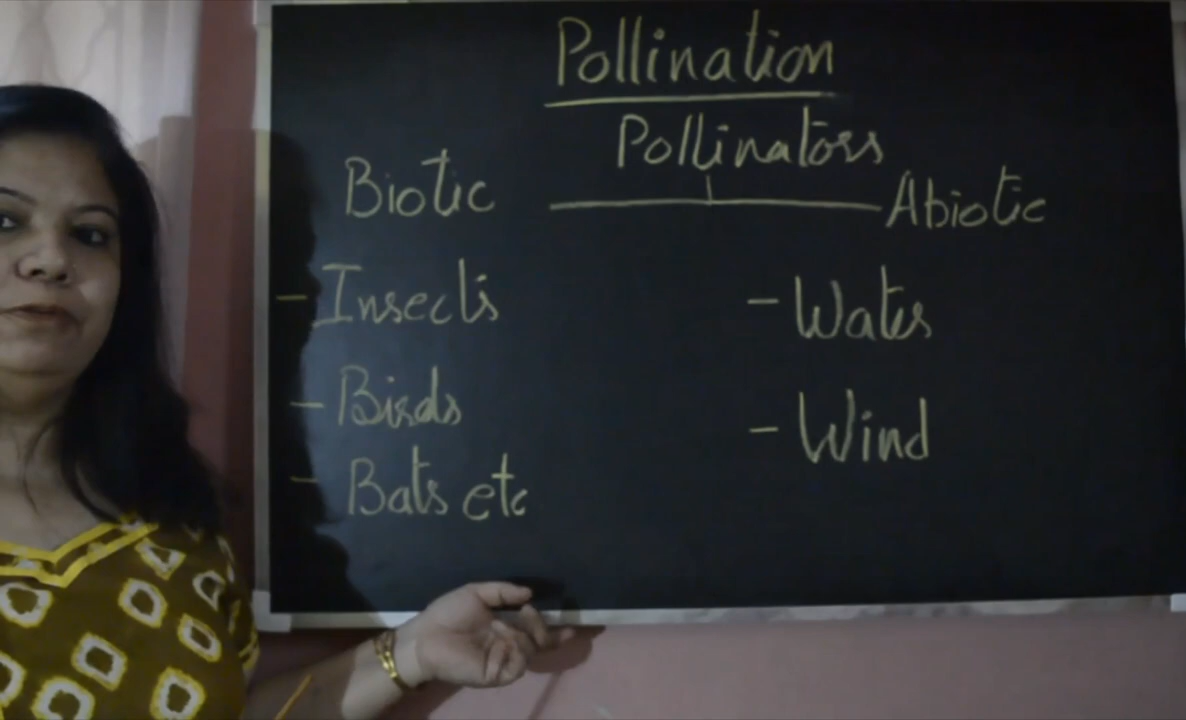 Pollination
Pollinators
Biotic Abiotic
- Insects - Water
- Birds - Wind
- Bats etc